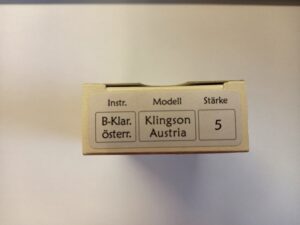 Instr. Modell Stärke
B-Klar. Klingson 5
österr. Austria